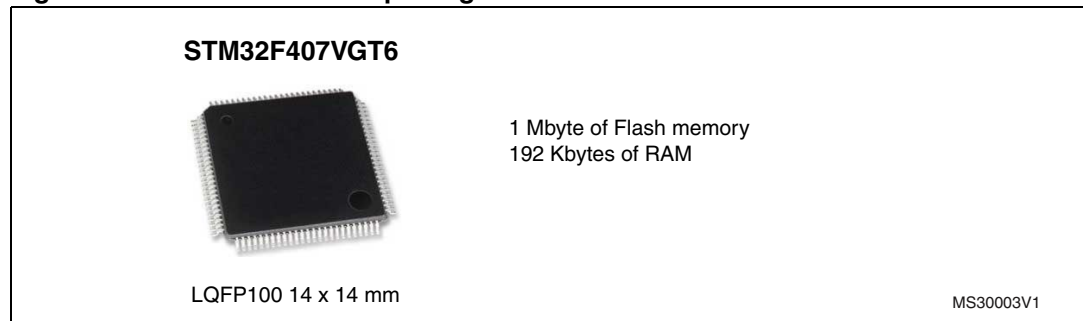 STM32F407VGT6
1 Mbyte of Flash memory
192 Kbytes of RAM
LQFP100 14 x 14 mm
MS30003V1